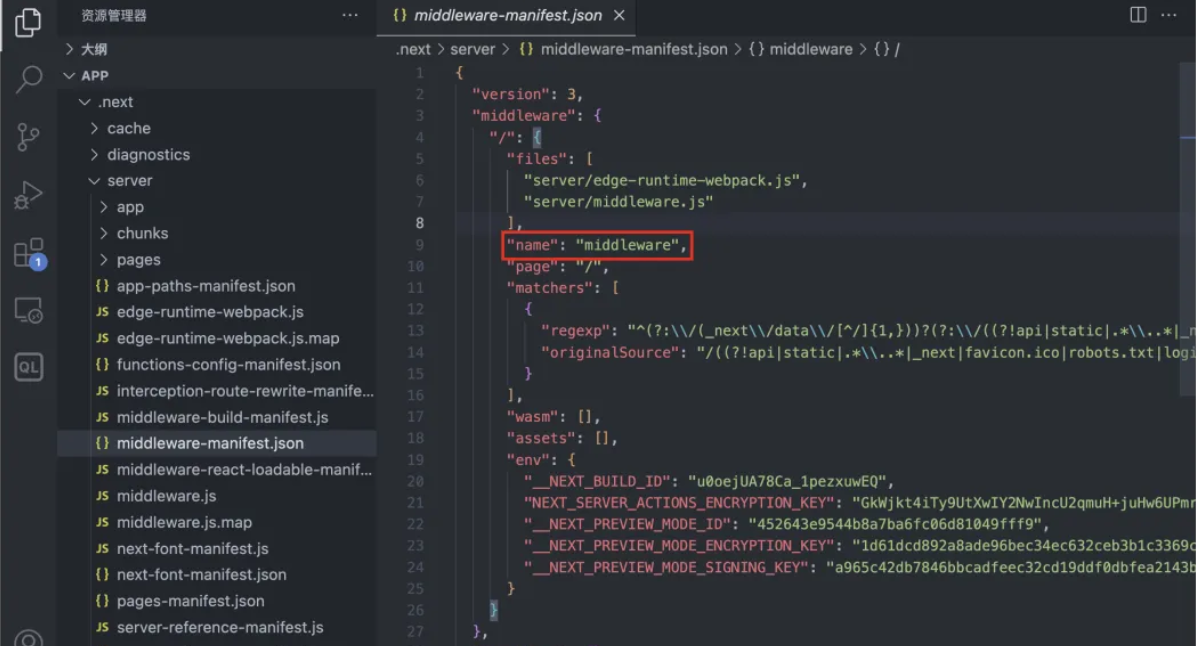 资源管理器
···
大纲
APP
.next
cache
diagnostics
server
app
chunks
pages
{} app-paths-manifest.json
JS edge-runtime-webpack.js
JS edge-runtime-webpack.js.map
{} functions-config-manifest.json
JS interception-route-rewrite-manife...
JS middleware-build-manifest.js
{} middleware-manifest.json
JS middleware-react-loadable-manif...
JS middleware.js
JS middleware.js.map
JS next-font-manifest.js
{} next-font-manifest.json
{} pages-manifest.json
JS server-reference-manifest.js
1
QL
{} middleware-manifest.json
···
.next > server > {} middleware-manifest.json > {} middleware > {} /
1 {
2 "version": 3,
3 "middleware": {
4 "/": {
5 "files": [
6 "server/edge-runtime-webpack.js",
7 "server/middleware.js"
8 ],
9 "name": "middleware",
10 "page": "/",
11 "matchers": [
12 {
13 "regexp": "^(?:\\/(_next\\/data\\/[^/]{1,}))?(?:\\/((?!api|static|.*\\..*|_n
14 "originalSource": "/((?!api|static|.*\\..*|_next|favicon.ico|robots.txt|logi
15 }
16 ],
17 "wasm": [],
18 "assets": [],
19 "env": {
20 "__NEXT_BUILD_ID": "u0oejUA78Ca_1pezxuwEQ",
21 "NEXT_SERVER_ACTIONS_ENCRYPTION_KEY": "GkWjkt4iTy9UtXwIY2NwIncU2qmuH+juHw6UPmr
22 "__NEXT_PREVIEW_MODE_ID": "452643e9544b8a7ba6fc06d81049fff9",
23 "__NEXT_PREVIEW_MODE_ENCRYPTION_KEY": "1d61dcd892a8ade96bec34ec632ceb3b1c3369c
24 "__NEXT_PREVIEW_MODE_SIGNING_KEY": "a965c42db7846bbcadfeec32cd19ddf0dbfea2143b
25 }
26 }
27 },